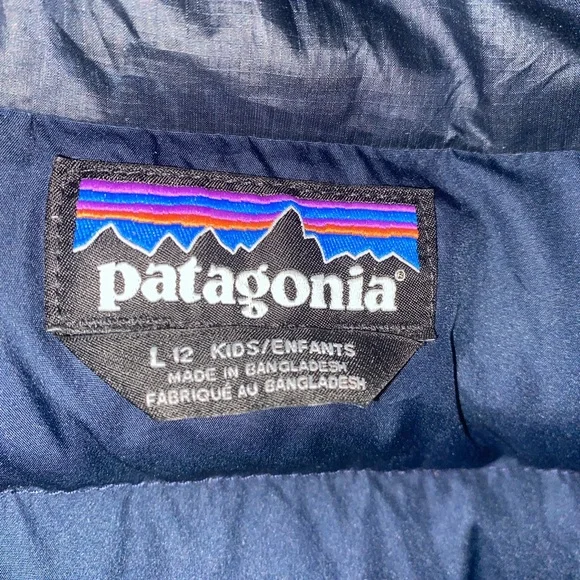 patagonia®
L 12 KIDS/ENFANTS
MADE IN BANGLADESH
FABRIQUÉ AU BANGLADESH